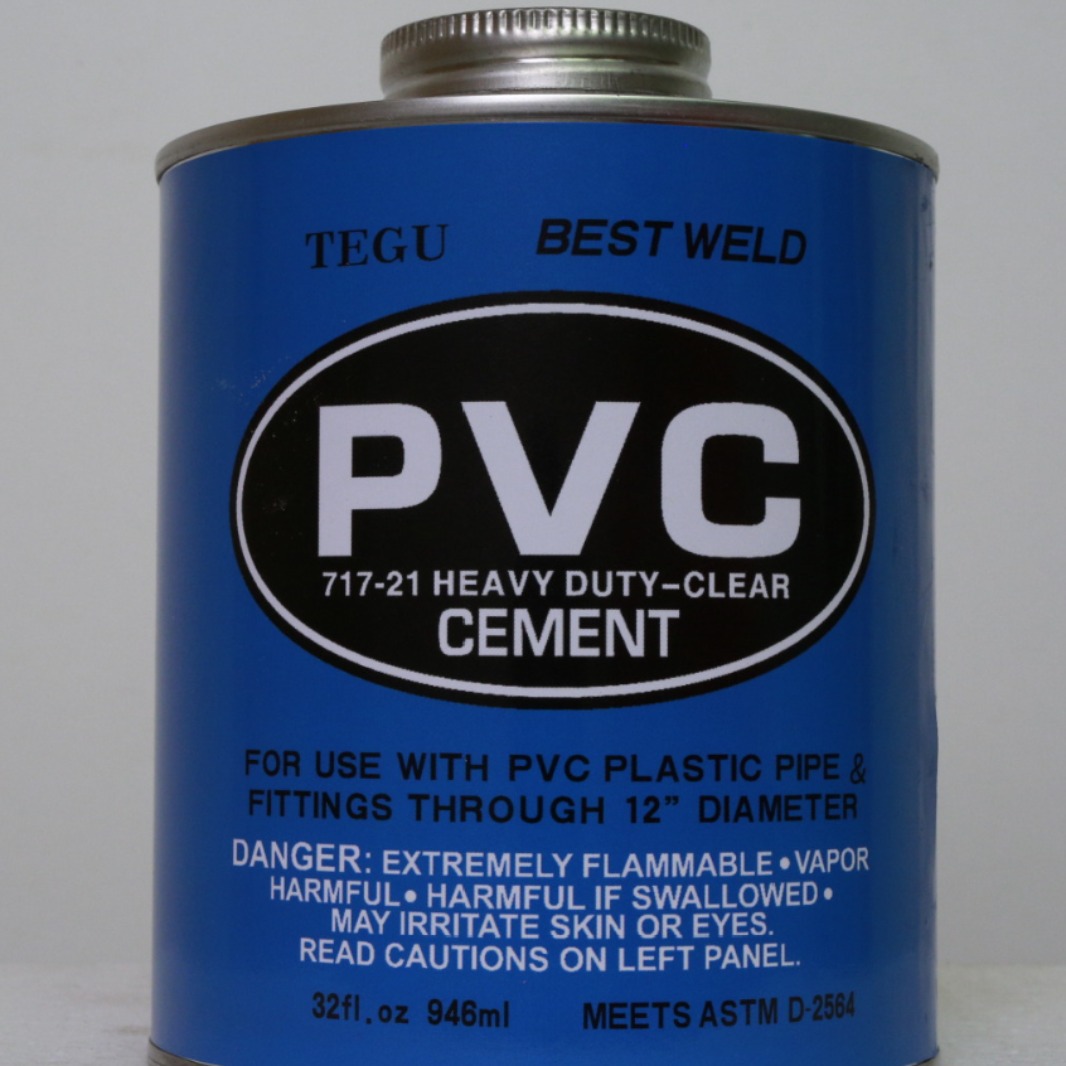 TEGU BEST WELD
PVC
717-21 HEAVY DUTY-CLEAR
CEMENT
FOR USE WITH PVC PLASTIC PIPE &
FITTINGS THROUGH 12” DIAMETER
DANGER: EXTREMELY FLAMMABLE • VAPOR
HARMFUL • HARMFUL IF SWALLOWED •
MAY IRRITATE SKIN OR EYES.
READ CAUTIONS ON LEFT PANEL.
32fl.oz 946ml MEETS ASTM D-2564